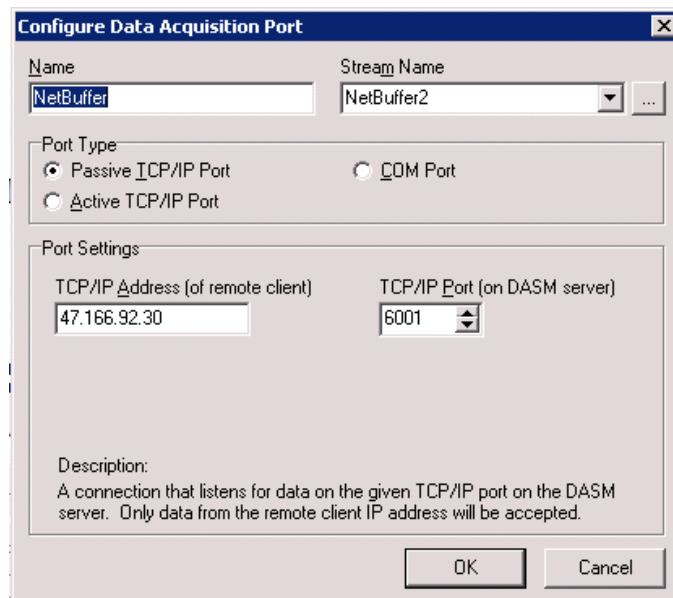 Configure Data Acquisition Port
Name
Stream Name
NetBuffer
NetBuffer2
...
Port Type
Passive TCP/IP Port
COM Port
Active TCP/IP Port
Port Settings
TCP/IP Address (of remote client)
TCP/IP Port (on DASM server)
47.166.92.30
6001
Description:
A connection that listens for data on the given TCP/IP port on the DASM
server. Only data from the remote client IP address will be accepted.
OK
Cancel